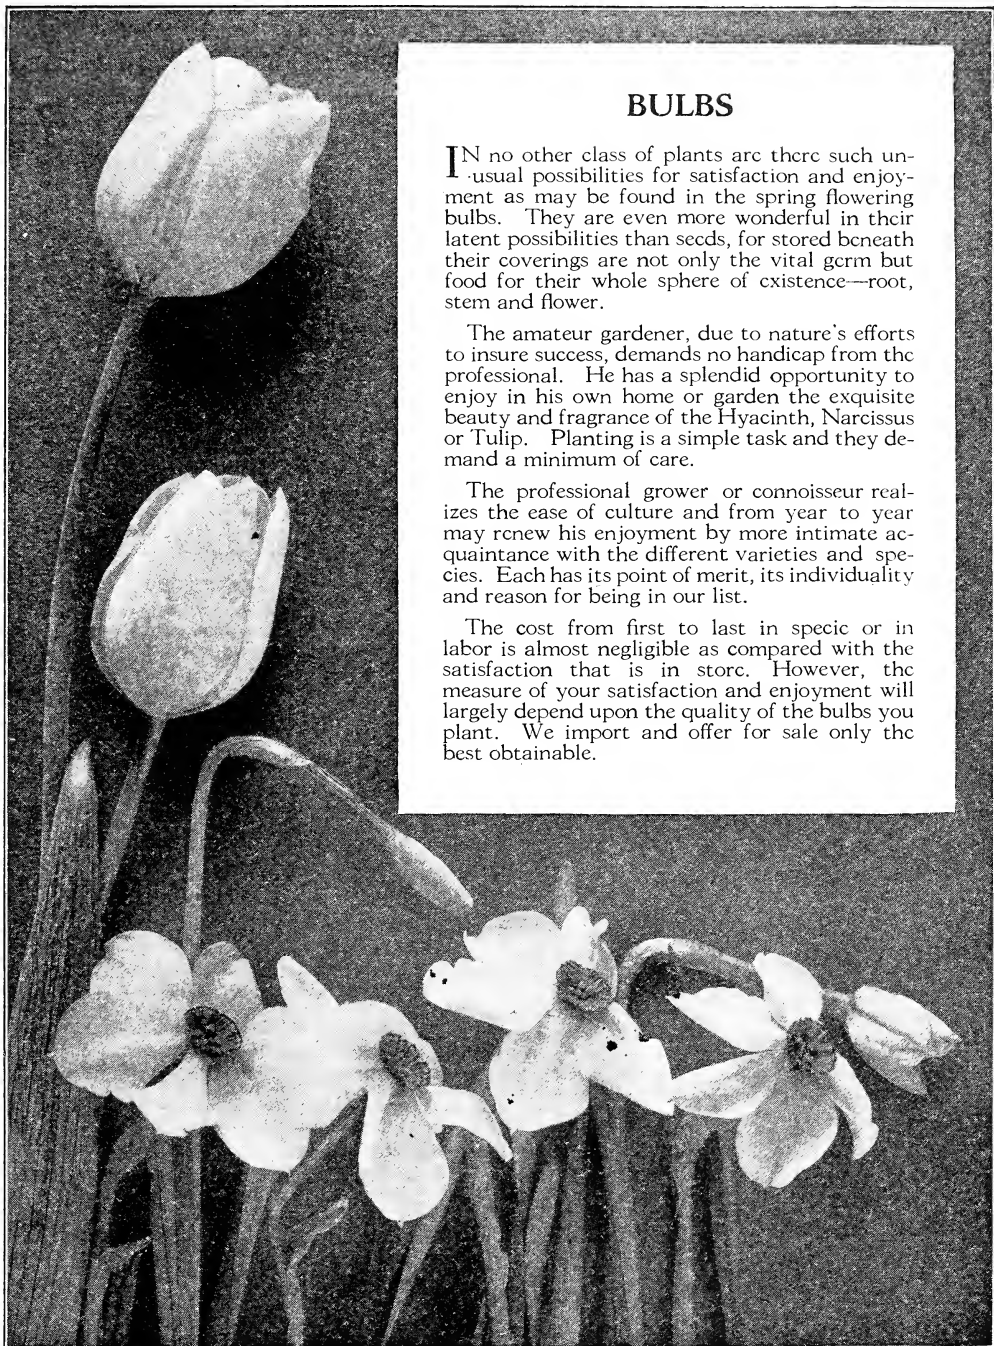 BULBS
IN no other class of plants are there such un-
usual possibilities for satisfaction and enjoy-
ment as may be found in the spring flowering
bulbs. They are even more wonderful in their
latent possibilities than seeds, for stored beneath
their coverings are not only the vital germ but
food for their whole sphere of existence—root,
stem and flower.
The amateur gardener, due to nature's efforts
to insure success, demands no handicap from the
professional. He has a splendid opportunity to
enjoy in his own home or garden the exquisite
beauty and fragrance of the Hyacinth, Narcissus
or Tulip. Planting is a simple task and they de-
mand a minimum of care.
The professional grower or connoisseur real-
izes the ease of culture and from year to year
may renew his enjoyment by more intimate ac-
quaintance with the different varieties and spe-
cies. Each has its point of merit, its individuality
and reason for being in our list.
The cost from first to last in specie or in
labor is almost negligible as compared with the
satisfaction that is in store. However, the
measure of your satisfaction and enjoyment will
largely depend upon the quality of the bulbs you
plant. We import and offer for sale only the
best obtainable.